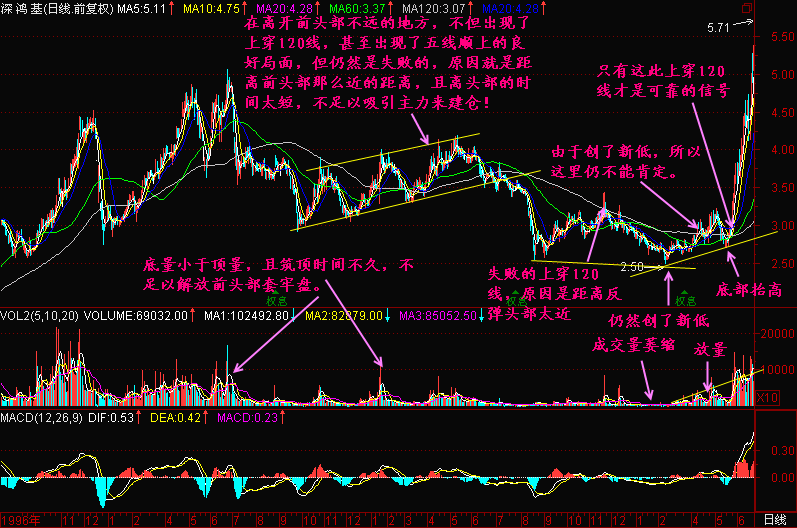 深鸿基(日线.前复权) MA5:5.11 MA10:4.75 MA20:4.28 MA60:3.37 MA120:3.07 MA20:4.28
在离开前头部不远的地方，不但出现了
上穿120线，甚至出现了五线顺上的良
好局面，但仍然是失败的，原因就是距
离前头部那么近的距离，且离头部的时
间太短，不足以吸引主力来建仓！
5.71
只有这此上穿120
线才是可靠的信号
由于创了新低，所以
这里仍不能肯定。
5.50
5.00
4.50
4.00
3.50
3.00
2.50
底量小于顶量，且筑顶时间不久，不
足以解放前头部套牢盘。
失败的上穿120
线，原因是距离反
弹头部太近
2.50
底部抬高
权息
权息
权息
仍然创了新低
成交量萎缩
放量
VOL2(5,10,20) VOLUME:69032.00 MA1:102492.80 MA2:82879.00 MA3:85052.50
20000
10000
X10
MACD(12,26,9) DIF:0.53 DEA:0.42 MACD:0.23
0.30
0.00
1996年 11 12 1 2 4 5 6 7 8 9 10 11 12 1 2 3 4 5 6 7 8 9 10 11 12 1 2 4 5 6
日线